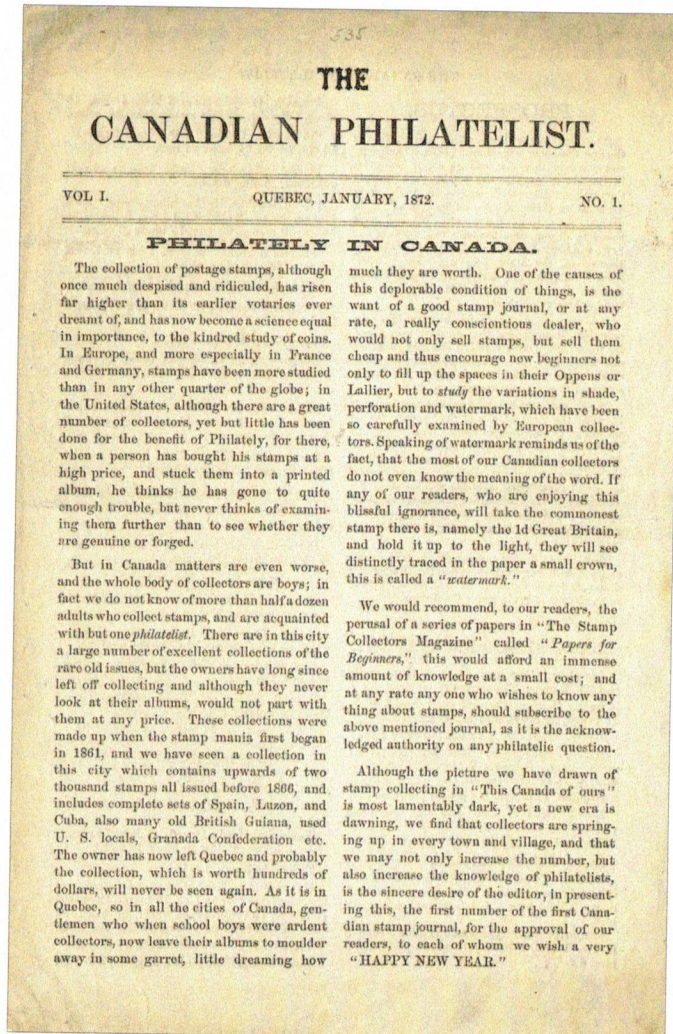 535
THE
CANADIAN PHILATELIST.
VOL I. QUEBEC, JANUARY, 1872. NO. 1.
PHILATELY IN CANADA.
The collection of postage stamps, although
once much despised and ridiculed, has risen
far higher than its earlier votaries ever
dreamt of, and has now become a science equal
in importance, to the kindred study of coins.
In Europe, and more especially in France
and Germany, stamps have been more studied
than in any other quarter of the globe; in
the United States, although there are a great
number of collectors, yet but little has been
done for the benefit of Philately, for there,
when a person has bought his stamps at a
high price, and stuck them into a printed
album, he thinks he has gone to quite
enough trouble, but never thinks of examin-
ing them further than to see whether they
are genuine or forged.
But in Canada matters are even worse,
and the whole body of collectors are boys; in
fact we do not know of more than half a dozen
adults who collect stamps, and are acquainted
with but one philatelist. There are in this city
a large number of excellent collections of the
rare old issues, but the owners have long since
left off collecting and although they never
look at their albums, would not part with
them at any price. These collections were
made up when the stamp mania first began
in 1861, and we have seen a collection in
this city which contains upwards of two
thousand stamps all issued before 1866, and
includes complete sets of Spain, Luzon, and
Cuba, also many old British Guiana, used
U. S. locals, Granada Confederation etc.
The owner has now left Quebec and probably
the collection, which is worth hundreds of
dollars, will never be seen again. As it is in
Quebec, so in all the cities of Canada, gen-
tlemen who when school boys were ardent
collectors, now leave their albums to moulder
away in some garret, little dreaming how
much they are worth. One of the causes of
this deplorable condition of things, is the
want of a good stamp journal, or at any
rate, a really conscientious dealer, who
would not only sell stamps, but sell them
cheap and thus encourage new beginners not
only to fill up the spaces in their Oppens or
Lallier, but to study the variations in shade,
perforation and watermark, which have been
so carefully examined by European collec-
tors. Speaking of watermark reminds us of the
fact, that the most of our Canadian collectors
do not even know the meaning of the word. If
any of our readers, who are enjoying this
blissful ignorance, will take the commonest
stamp there is, namely the 1d Great Britain,
and hold it up to the light, they will see
distinctly traced in the paper a small crown,
this is called a "watermark."
We would recommend, to our readers, the
perusal of a series of papers in "The Stamp
Collectors Magazine" called "Papers for
Beginners," this would afford an immense
amount of knowledge at a small cost; and
at any rate any one who wishes to know any
thing about stamps, should subscribe to the
above mentioned journal, as it is the acknow-
ledged authority on any philatelic question.
Although the picture we have drawn of
stamp collecting in "This Canada of ours"
is most lamentably dark, yet a new era is
dawning, we find that collectors are spring-
ing up in every town and village, and that
we may not only increase the number, but
also increase the knowledge of philatelists,
is the sincere desire of the editor, in present-
ing this, the first number of the first Cana-
dian stamp journal, for the approval of our
readers, to each of whom we wish a very
"HAPPY NEW YEAR."